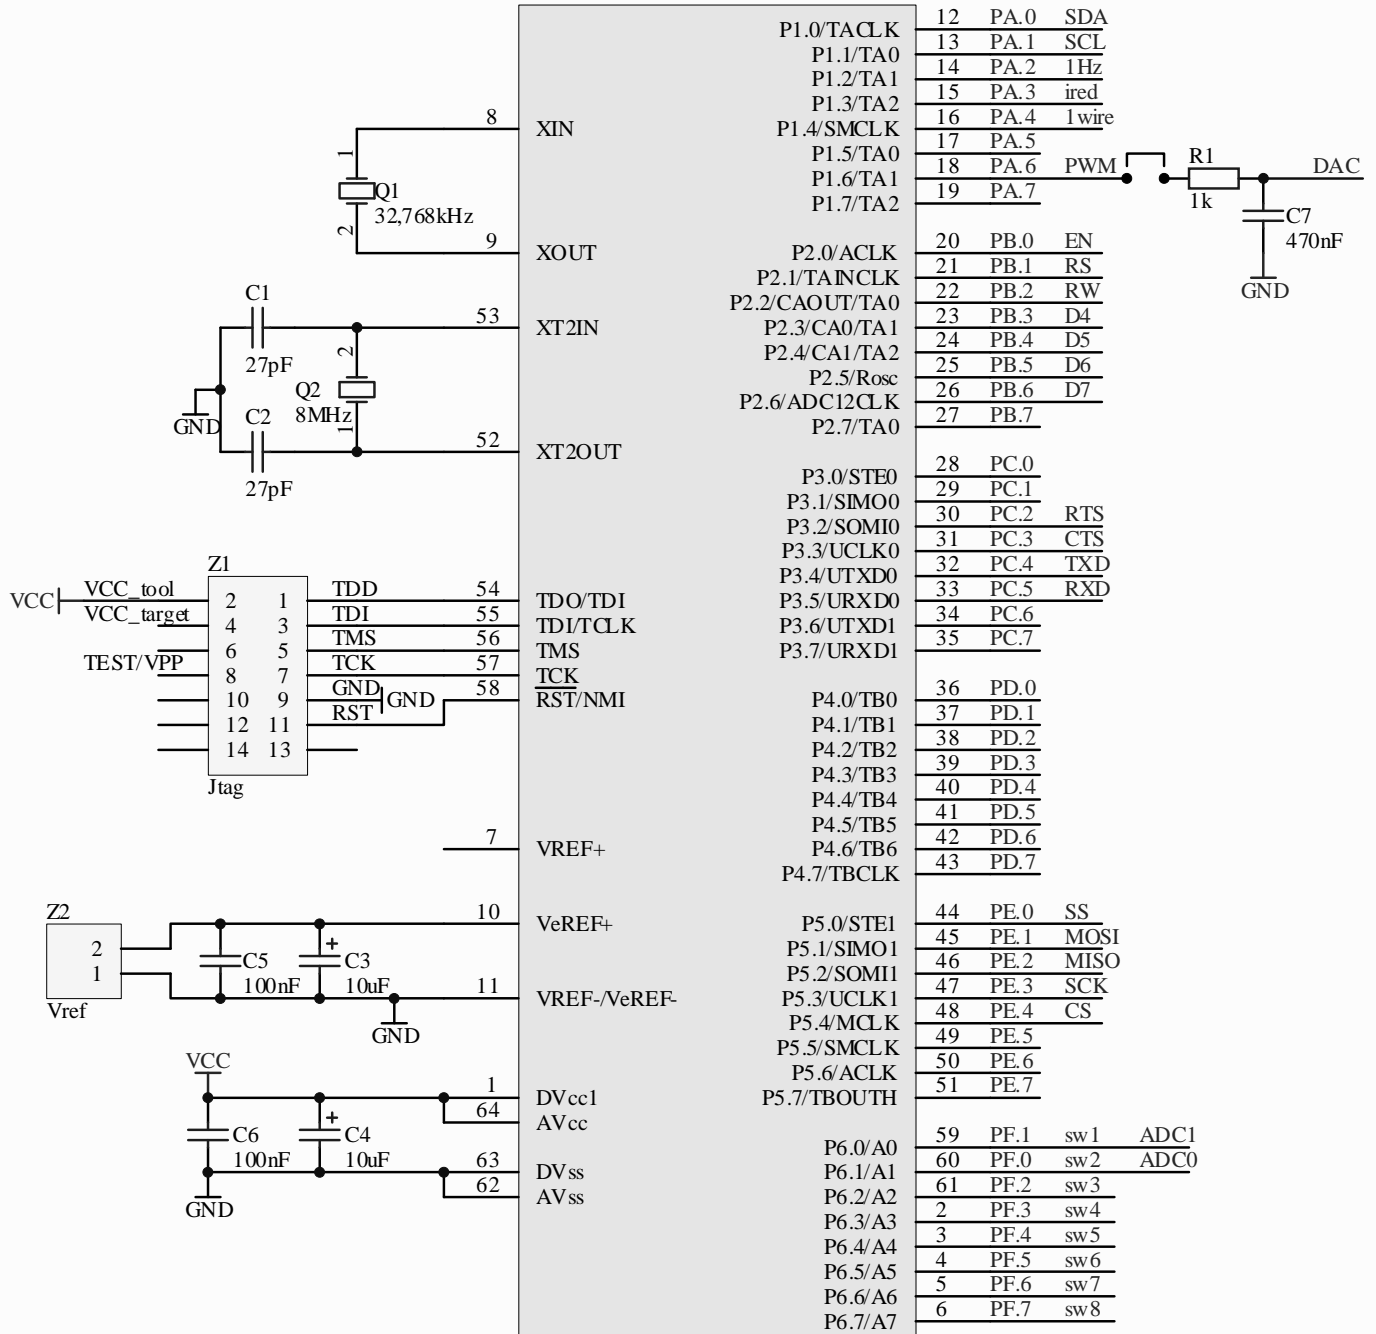 P1.0/TACLK 12 PA.0 SDA
P1.1/TA0 13 PA.1 SCL
P1.2/TA1 14 PA.2 1Hz
P1.3/TA2 15 PA.3 ired
P1.4/SMCLK 16 PA.4 1wire
P1.5/TA0 17 PA.5
P1.6/TA1 18 PA.6 PWM
P1.7/TA2 19 PA.7
R1
1k
DAC
C7
470nF
GND
8 XIN
1
Q1
32,768kHz
2
9 XOUT
P2.0/ACLK 20 PB.0 EN
P2.1/TAINCLK 21 PB.1 RS
P2.2/CAOUT/TA0 22 PB.2 RW
P2.3/CA0/TA1 23 PB.3 D4
P2.4/CA1/TA2 24 PB.4 D5
P2.5/Rosc 25 PB.5 D6
P2.6/ADC12CLK 26 PB.6 D7
P2.7/TA0 27 PB.7
C1
27pF
53 XT2IN
2
Q2
8MHz
1
GND
C2
27pF
52 XT2OUT
P3.0/STE0 28 PC.0
P3.1/SIMO0 29 PC.1
P3.2/SOMI0 30 PC.2 RTS
P3.3/UCLK0 31 PC.3 CTS
P3.4/UTXD0 32 PC.4 TXD
P3.5/URXD0 33 PC.5 RXD
P3.6/UTXD1 34 PC.6
P3.7/URXD1 35 PC.7
Z1
VCC VCC_tool 2 1 TDD 54 TDO/TDI
VCC_target 4 3 TDI 55 TDI/TCLK
6 5 TMS 56 TMS
TEST/VPP 8 7 TCK 57 TCK
10 9 GND GND 58 RST/NMI
12 11 RST
14 13
Jtag
P4.0/TB0 36 PD.0
P4.1/TB1 37 PD.1
P4.2/TB2 38 PD.2
P4.3/TB3 39 PD.3
P4.4/TB4 40 PD.4
P4.5/TB5 41 PD.5
P4.6/TB6 42 PD.6
P4.7/TBCLK 43 PD.7
7 VREF+
Z2
2
1
Vref
10 VeREF+
C5
100nF
+
C3
10uF
11 VREF-/VeREF-
GND
P5.0/STE1 44 PE.0 SS
P5.1/SIMO1 45 PE.1 MOSI
P5.2/SOMI1 46 PE.2 MISO
P5.3/UCLK1 47 PE.3 SCK
P5.4/MCLK 48 PE.4 CS
P5.5/SMCLK 49 PE.5
P5.6/ACLK 50 PE.6
P5.7/TBOUTH 51 PE.7
VCC
1 DVcc1
64 AVcc
C6
100nF
+
C4
10uF
63 DVss
62 AVss
GND
P6.0/A0 59 PF.1 sw1 ADC1
P6.1/A1 60 PF.0 sw2 ADC0
P6.2/A2 61 PF.2 sw3
P6.3/A3 2 PF.3 sw4
P6.4/A4 3 PF.4 sw5
P6.5/A5 4 PF.5 sw6
P6.6/A6 5 PF.6 sw7
P6.7/A7 6 PF.7 sw8